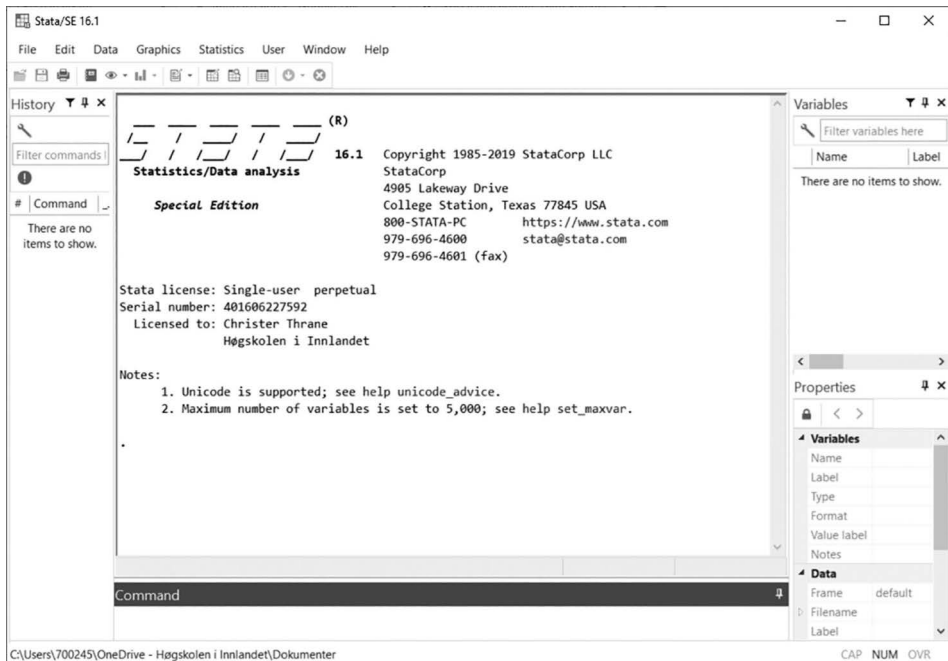 Stata/SE 16.1
File Edit Data Graphics Statistics User Window Help
History
Filter commands
# Command
There are no
items to show.
(R)
STATA
16.1 Copyright 1985-2019 StataCorp LLC
Statistics/Data analysis StataCorp
4905 Lakeway Drive
Special Edition College Station, Texas 77845 USA
800-STATA-PC https://www.stata.com
979-696-4600 stata@stata.com
979-696-4601 (fax)
Stata license: Single-user perpetual
Serial number: 401606227592
Licensed to: Christer Thrane
Høgskolen i Innlandet
Notes:
1. Unicode is supported; see help unicode_advice.
2. Maximum number of variables is set to 5,000; see help set_maxvar.
.
Command
Variables
Filter variables here
Name Label
There are no items to show.
Properties
Variables
Name
Label
Type
Format
Value label
Notes
Data
Frame default
Filename
Label
C:\Users\700245\OneDrive - Høgskolen i Innlandet\Dokumenter
CAP NUM OVR